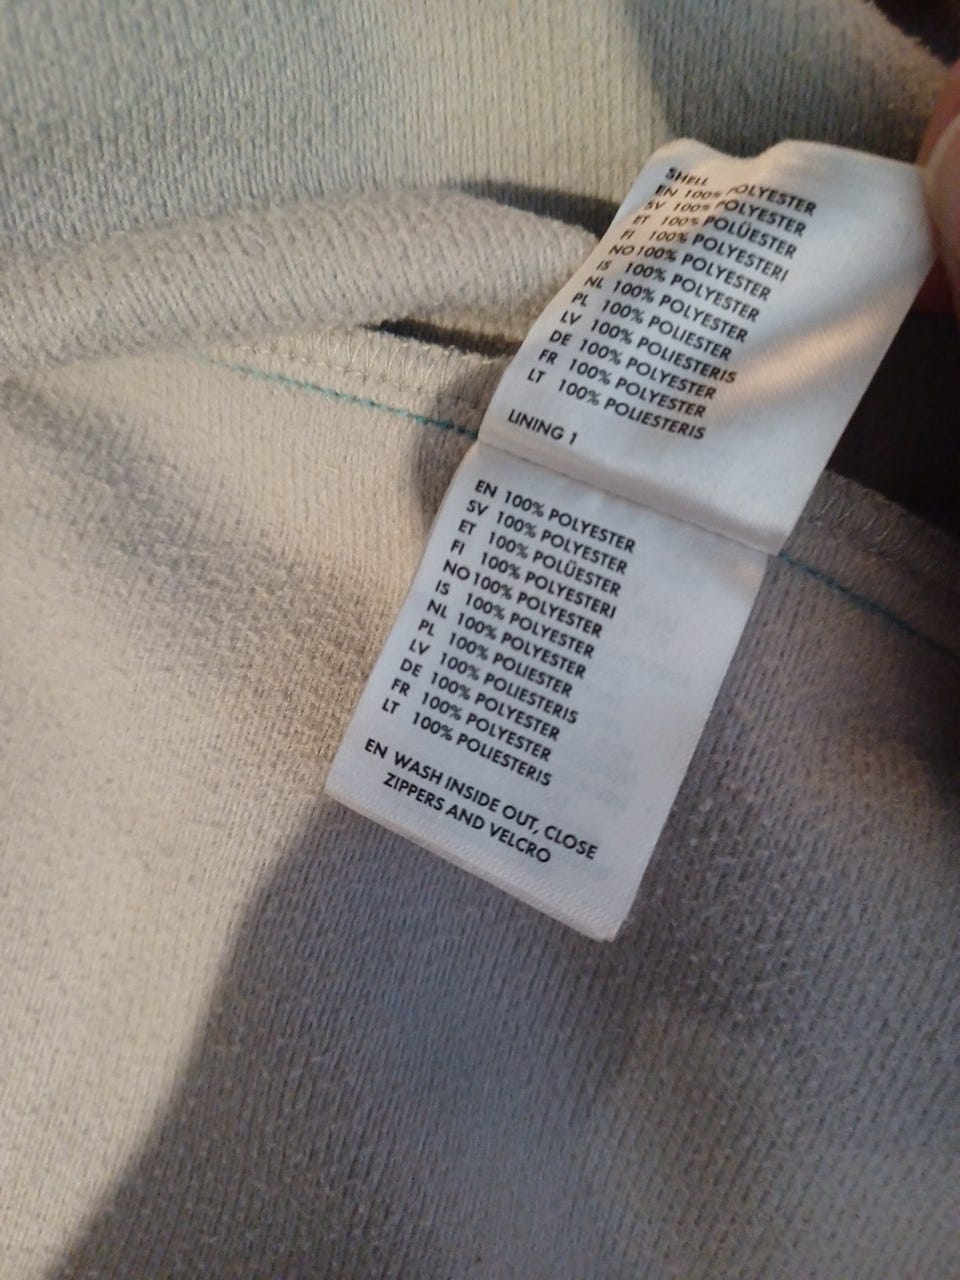 SHELL
EN 100% POLYESTER
SV 100% POLYESTER
ET 100% POLÜESTER
FI 100% POLYESTERI
NO 100% POLYESTER
IS 100% POLYESTER
NL 100% POLYESTER
PL 100% POLIESTER
LV 100% POLIESTERIS
DE 100% POLYESTER
FR 100% POLYESTER
LT 100% POLIESTERIS
LINING 1
EN 100% POLYESTER
SV 100% POLYESTER
ET 100% POLÜESTER
FI 100% POLYESTERI
NO 100% POLYESTER
IS 100% POLYESTER
NL 100% POLYESTER
PL 100% POLIESTER
LV 100% POLIESTERIS
DE 100% POLYESTER
FR 100% POLYESTER
LT 100% POLIESTERIS
EN WASH INSIDE OUT, CLOSE
ZIPPERS AND VELCRO